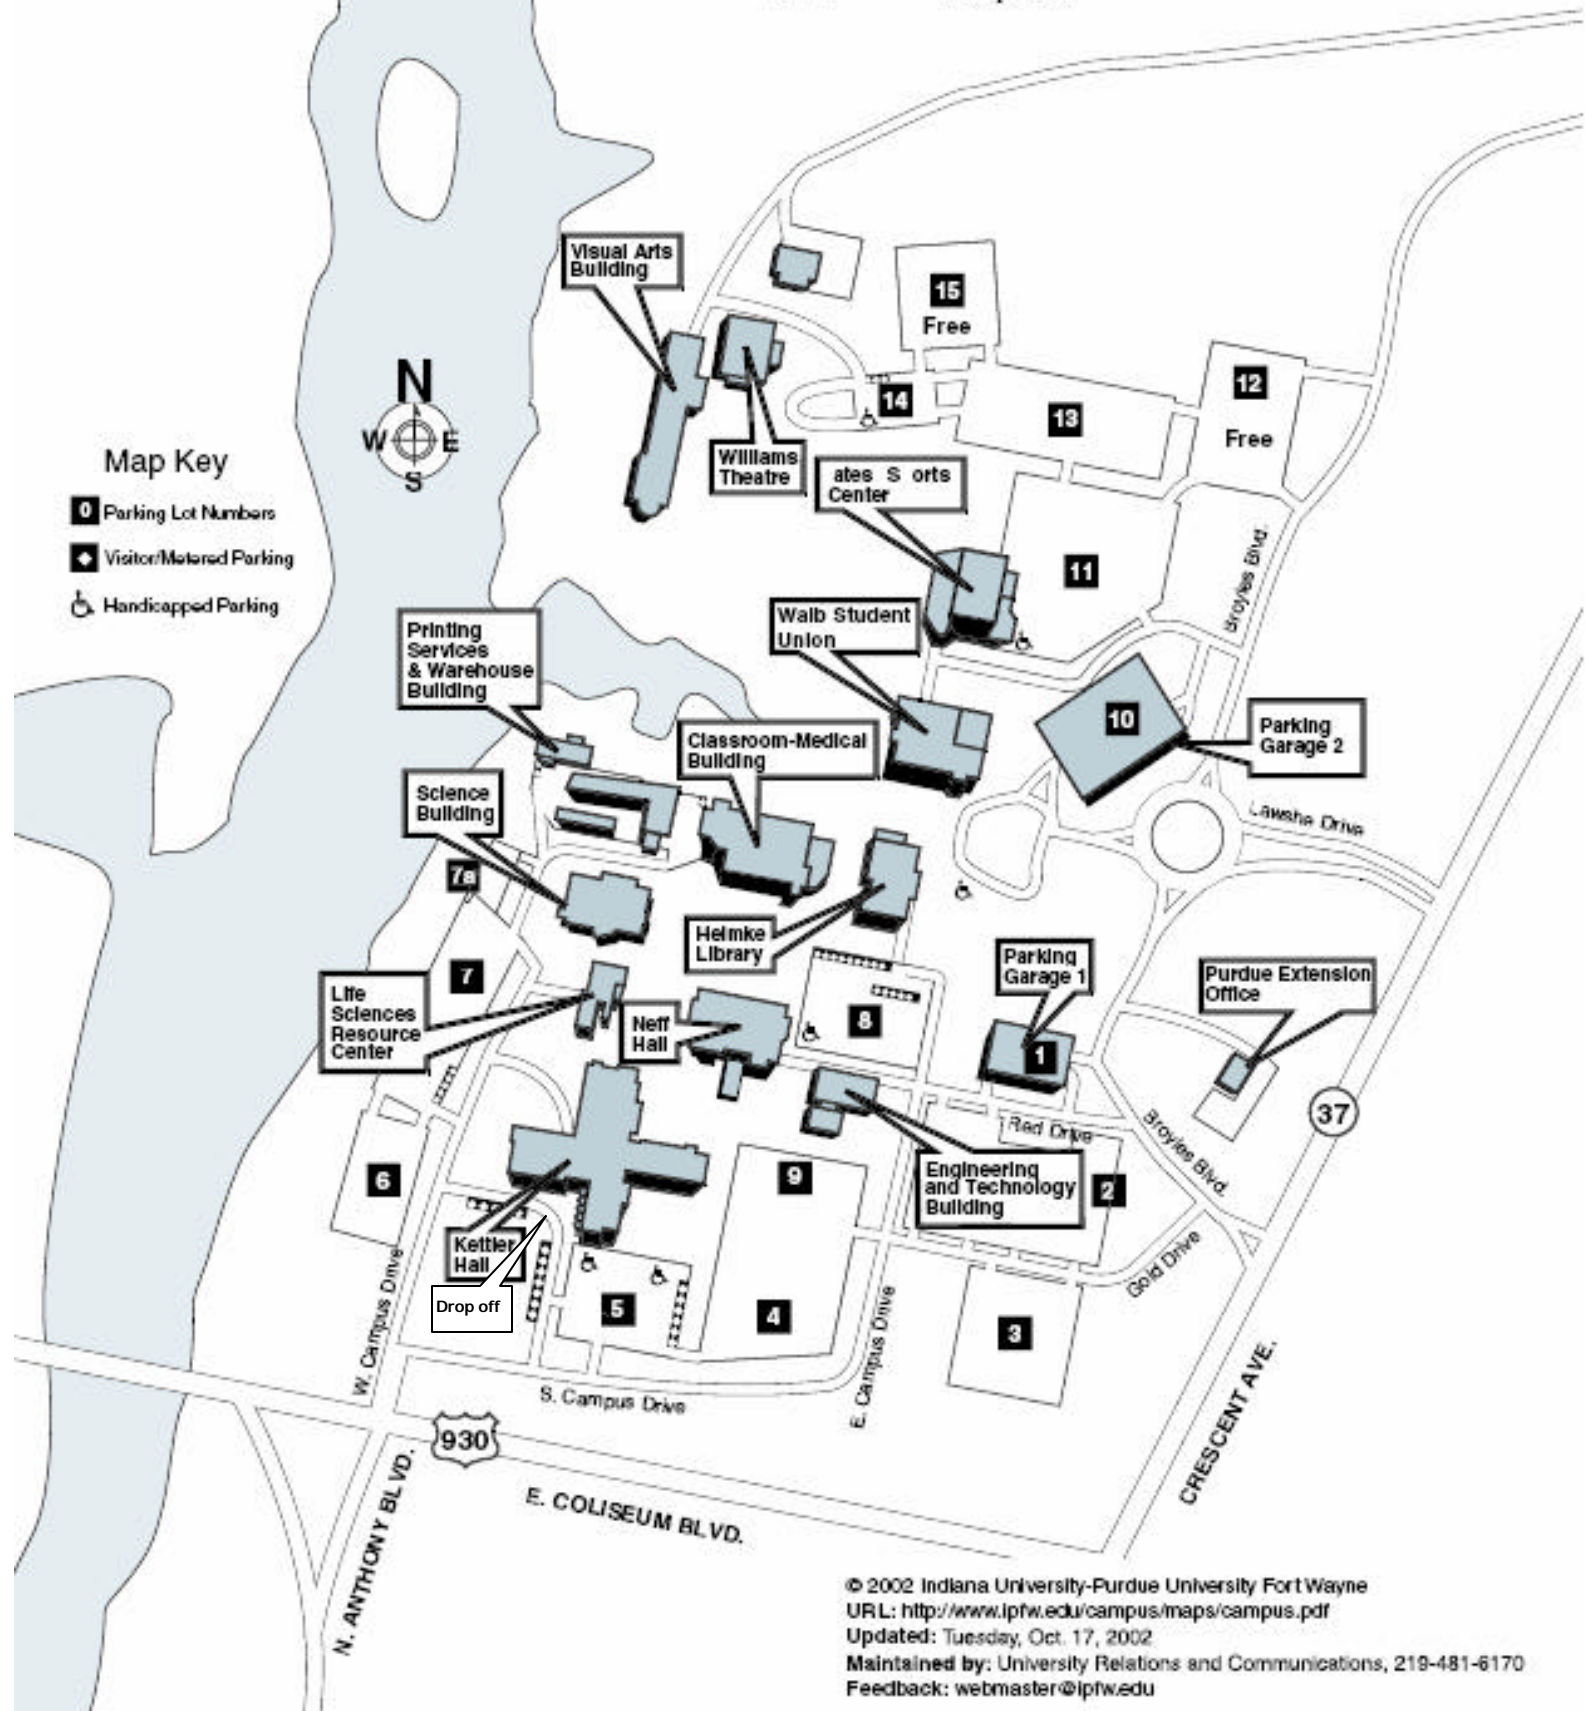 Visual Arts
Building
15
Free
12
Free
14
13
N
W E
S
Map Key
0 Parking Lot Numbers
Visitor/Metered Parking
Handicapped Parking
Williams
Theatre
ates S orts
Center
11
Broyles Blvd.
Walb Student
Union
Printing
Services
& Warehouse
Building
10
Parking
Garage 2
Classroom-Medical
Building
Science
Building
Lawsha Drive
7a
Helmke
Library
Parking
Garage 1
Purdue Extension
Office
7
Life
Sciences
Resource
Center
Neff
Hall
8
1
37
Red Drive
Broyles Blvd.
6
9
Engineering
and Technology
Building
2
Kettler
Hall
Drop off
Gold Drive
5
4
3
W. Campus Drive
E. Campus Drive
S. Campus Drive
CRESCENT AVE.
930
E. COLISEUM BLVD.
N. ANTHONY BLVD.
© 2002 Indiana University-Purdue University Fort Wayne
URL: http://www.ipfw.edu/campus/maps/campus.pdf
Updated: Tuesday, Oct. 17, 2002
Maintained by: University Relations and Communications, 219-481-6170
Feedback: webmaster@ipfw.edu